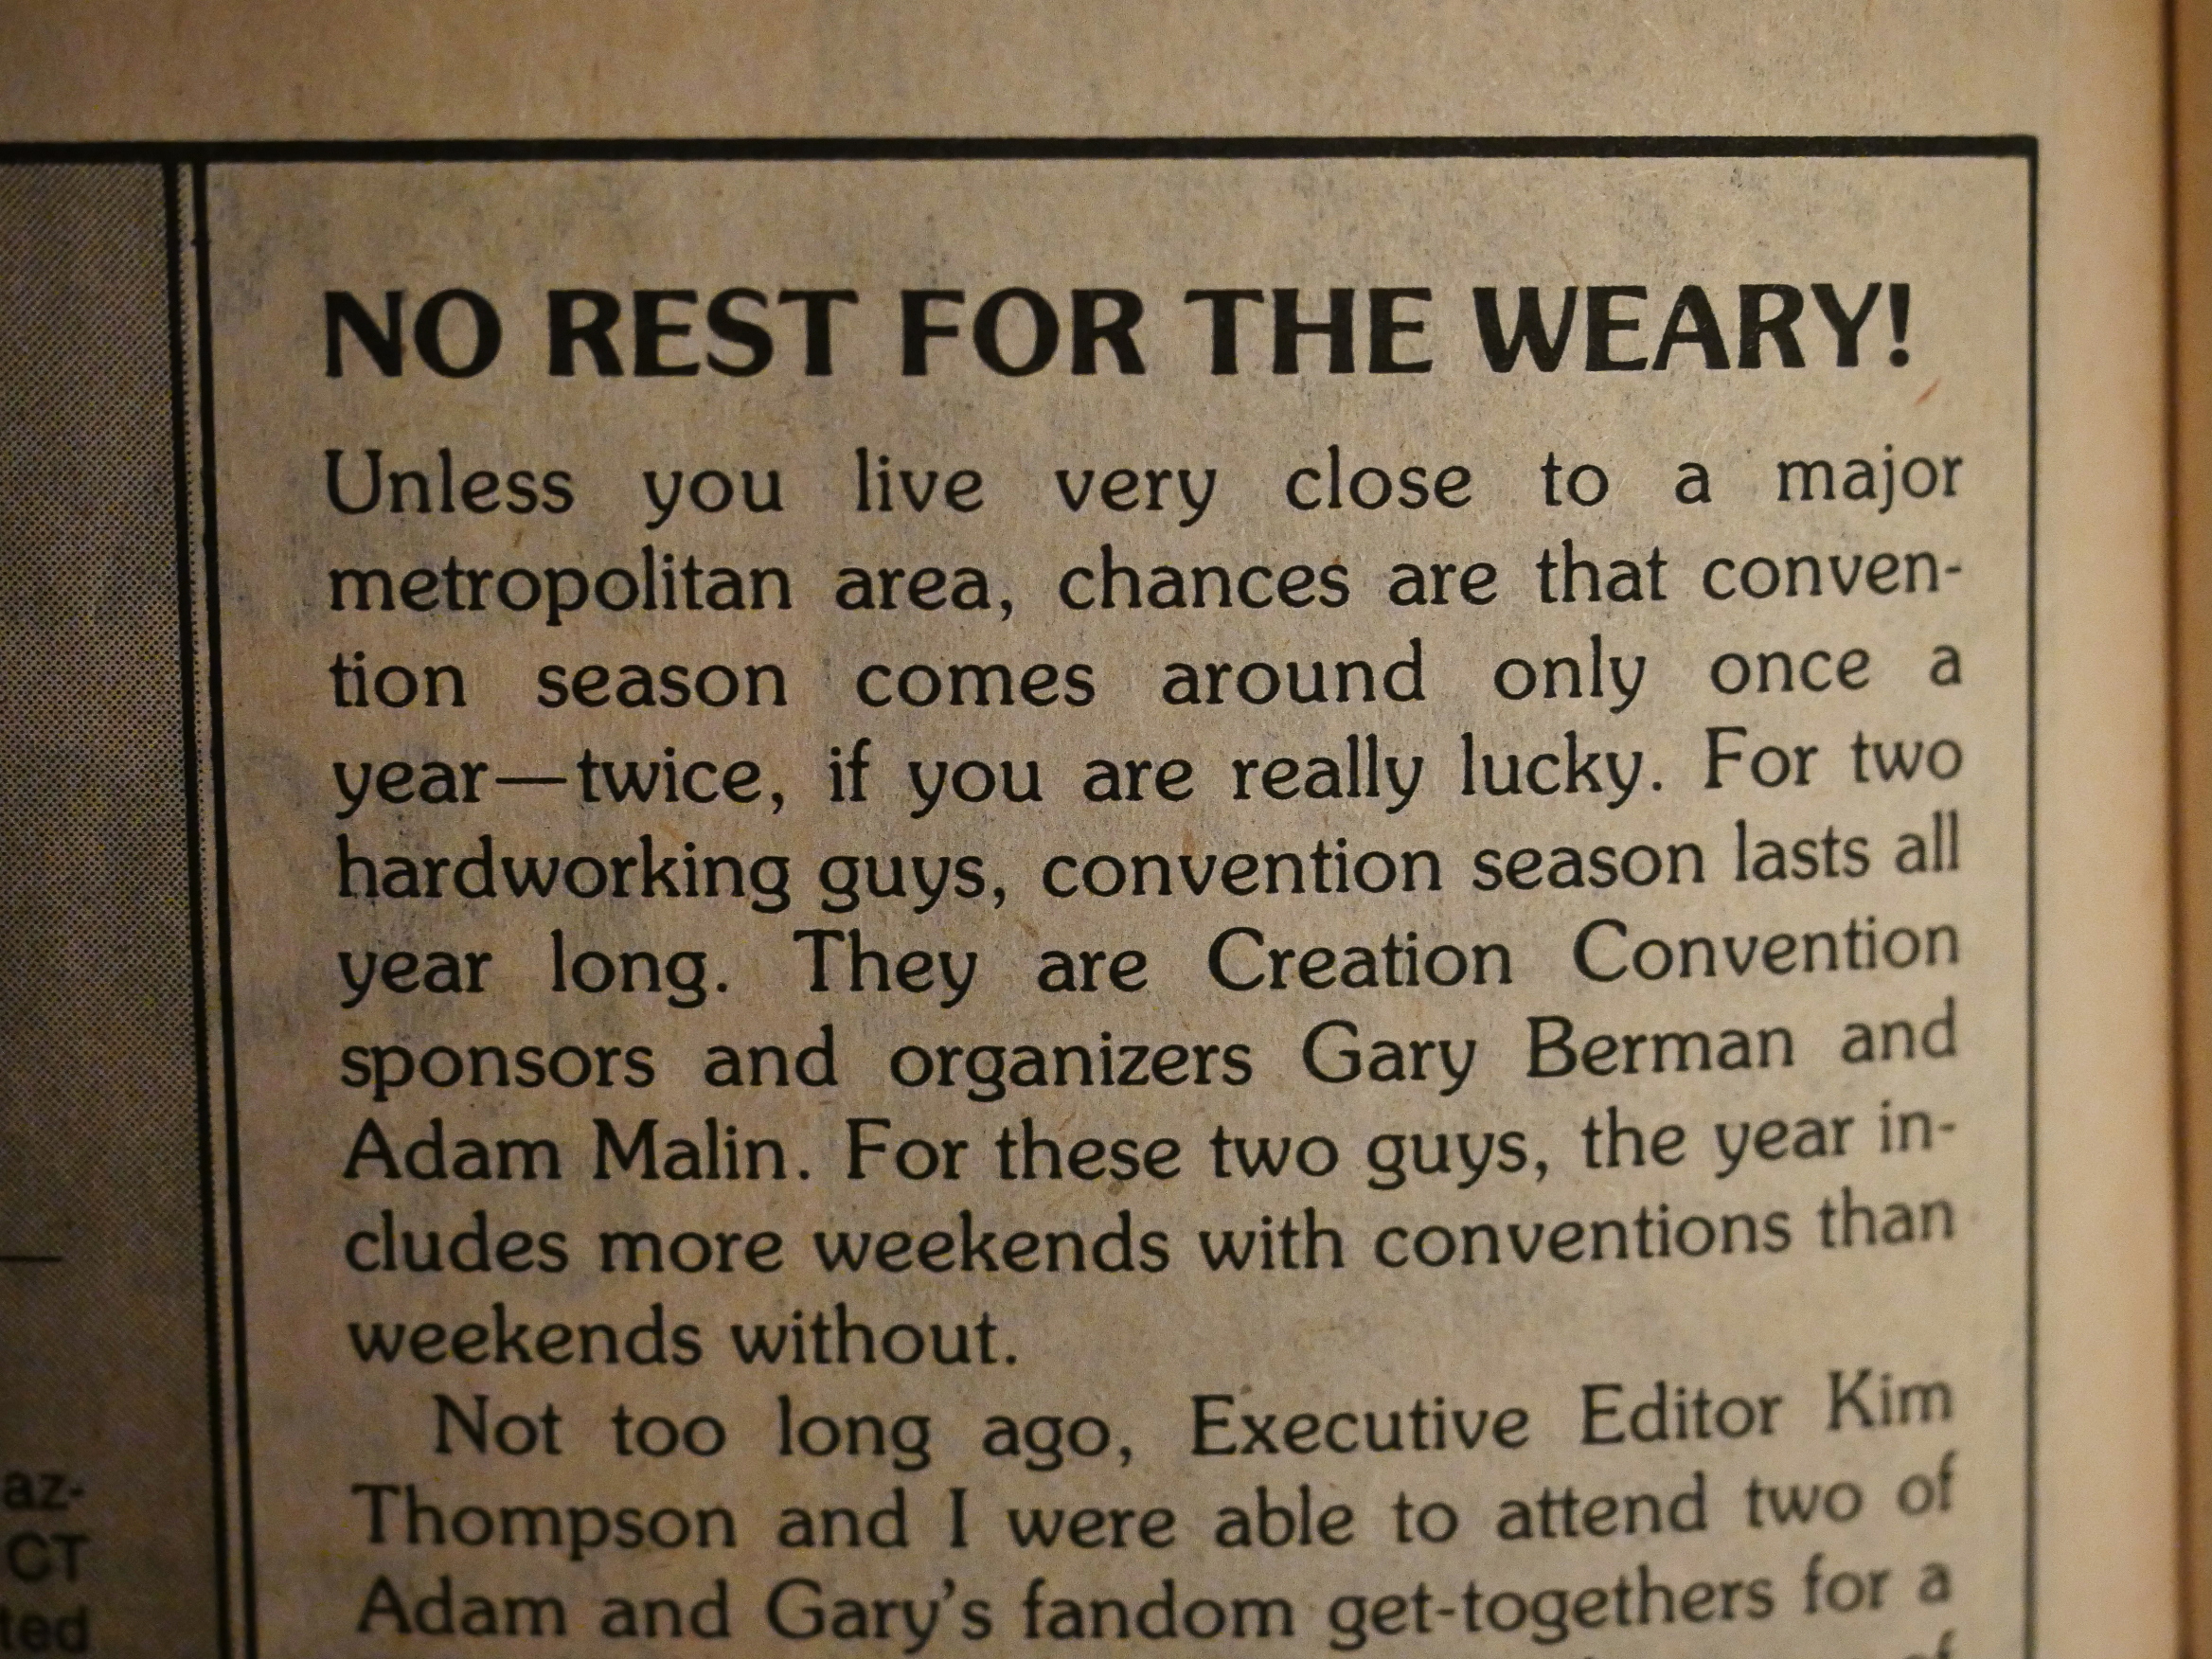 NO REST FOR THE WEARY!
Unless you live very close to a major
metropolitan area, chances are that conven-
tion season comes around only once a
year—twice, if you are really lucky. For two
hardworking guys, convention season lasts all
year long. They are Creation Convention
sponsors and organizers Gary Berman and
Adam Malin. For these two guys, the year in-
cludes more weekends with conventions than
weekends without.
Not too long ago, Executive Editor Kim
Thompson and I were able to attend two of
Adam and Gary's fandom get-togethers for a
of
az-
CT
ted